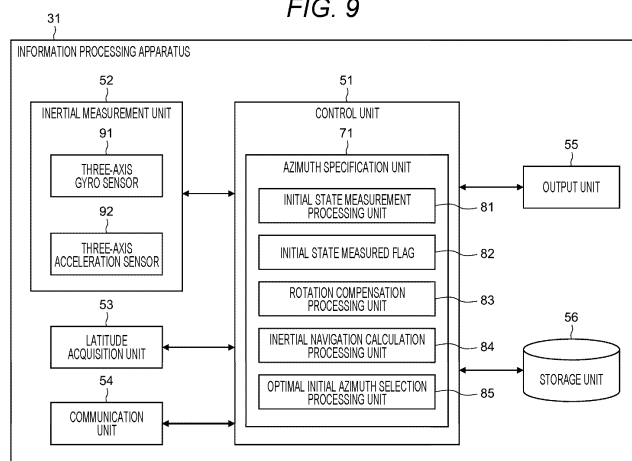 FIG. 9
31
INFORMATION PROCESSING APPARATUS
52
INERTIAL MEASUREMENT UNIT
91
THREE-AXIS
GYRO SENSOR
92
THREE-AXIS
ACCELERATION SENSOR
53
LATITUDE
ACQUISITION UNIT
54
COMMUNICATION
UNIT
51
CONTROL UNIT
71
AZIMUTH SPECIFICATION UNIT
INITIAL STATE MEASUREMENT
PROCESSING UNIT
81
INITIAL STATE MEASURED FLAG
82
ROTATION COMPENSATION
PROCESSING UNIT
83
INERTIAL NAVIGATION CALCULATION
PROCESSING UNIT
84
OPTIMAL INITIAL AZIMUTH SELECTION
PROCESSING UNIT
85
55
OUTPUT UNIT
56
STORAGE UNIT